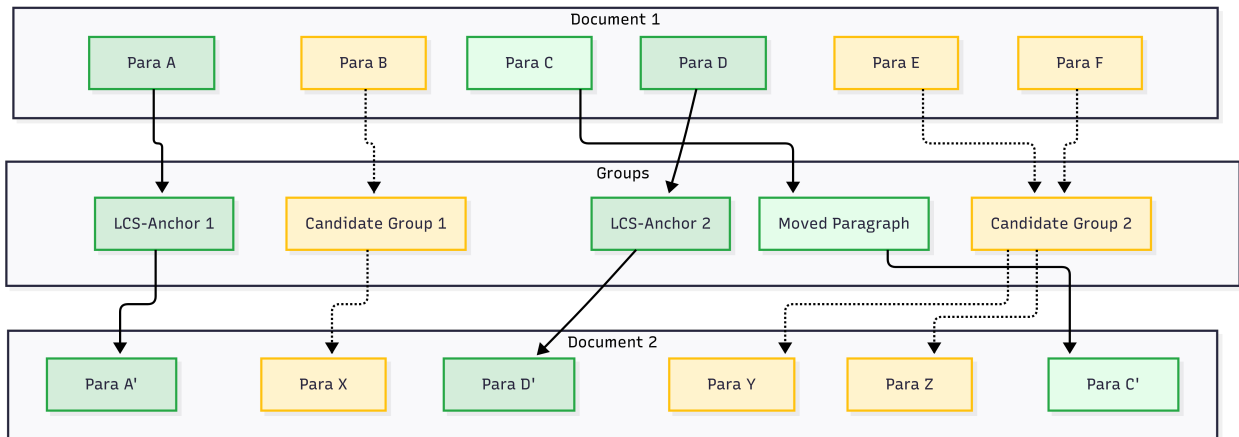 Document 1
Para A
Para B
Para C
Para D
Para E
Para F
Groups
LCS-Anchor 1
Candidate Group 1
LCS-Anchor 2
Moved Paragraph
Candidate Group 2
Document 2
Para A'
Para X
Para D'
Para Y
Para Z
Para C'